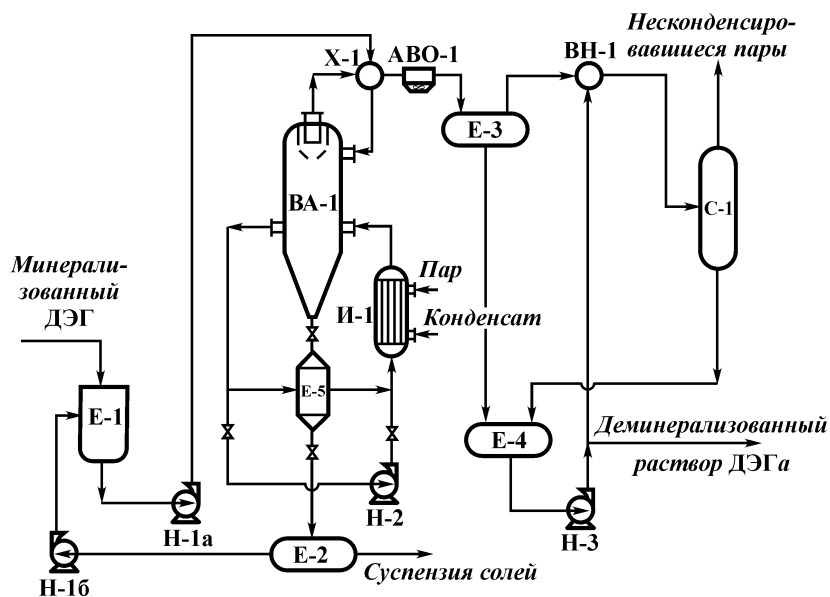 Несконденсиро-
вавшиеся пары
Х-1
АВО-1
ВН-1
Е-3
ВА-1
С-1
Минерали-
зованный
ДЭГ
Пар
И-1
Конденсат
Е-5
Е-1
Е-4
Деминерализованный
раствор ДЭГа
Н-1а
Н-2
Н-3
Е-2
Н-1б
Суспензия солей